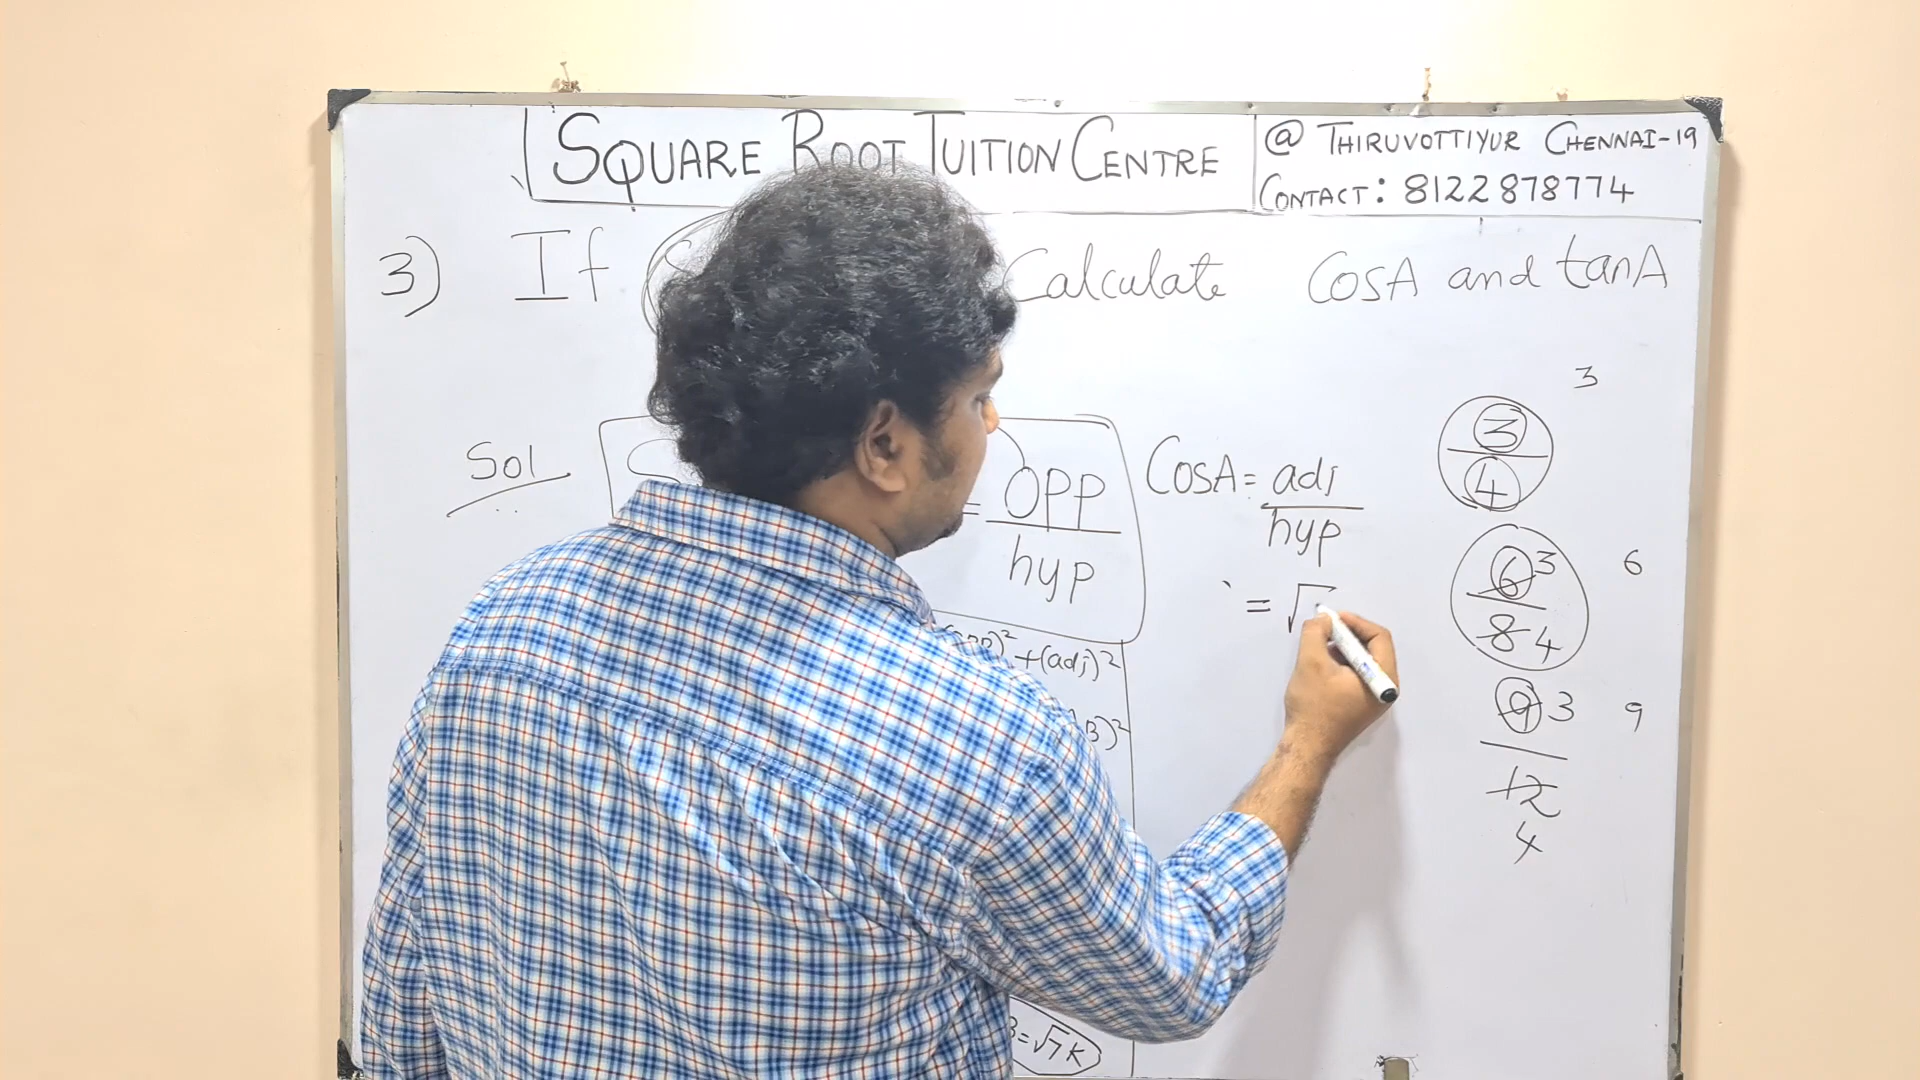 SQUARE ROOT TUITION CENTRE
@ THIRUVOTTIYUR CHENNAI-19
CONTACT: 8122878774
3) If Calculate CosA and tanA
Sol
= OPP
hyp
+(adj)²
)²
=√7K
CosA = adj
hyp
= √
3
3
4
6 3
8 4
6
9 3
12
4
9